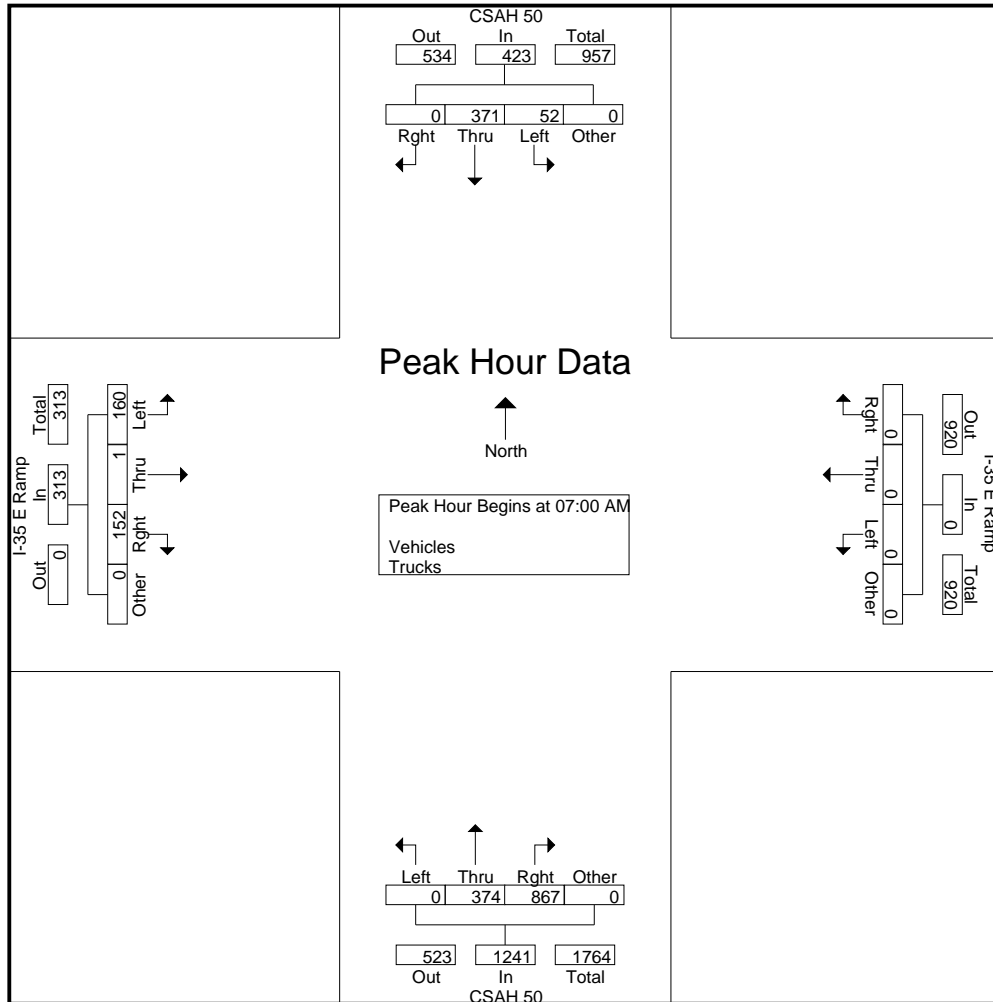 CSAH 50
Out In Total
534 423 957
0 371 52 0
Rght Thru Left Other
Peak Hour Data
North
Peak Hour Begins at 07:00 AM
Vehicles
Trucks
I-35 E Ramp
Total In Out
313 313 0
160 1 152 0
Left Thru Rght Other
Rght Thru Left Other
0 0 0 0
Out In Total
920 0 920
I-35 E Ramp
Left Thru Rght Other
0 374 867 0
523 1241 1764
Out In Total
CSAH 50